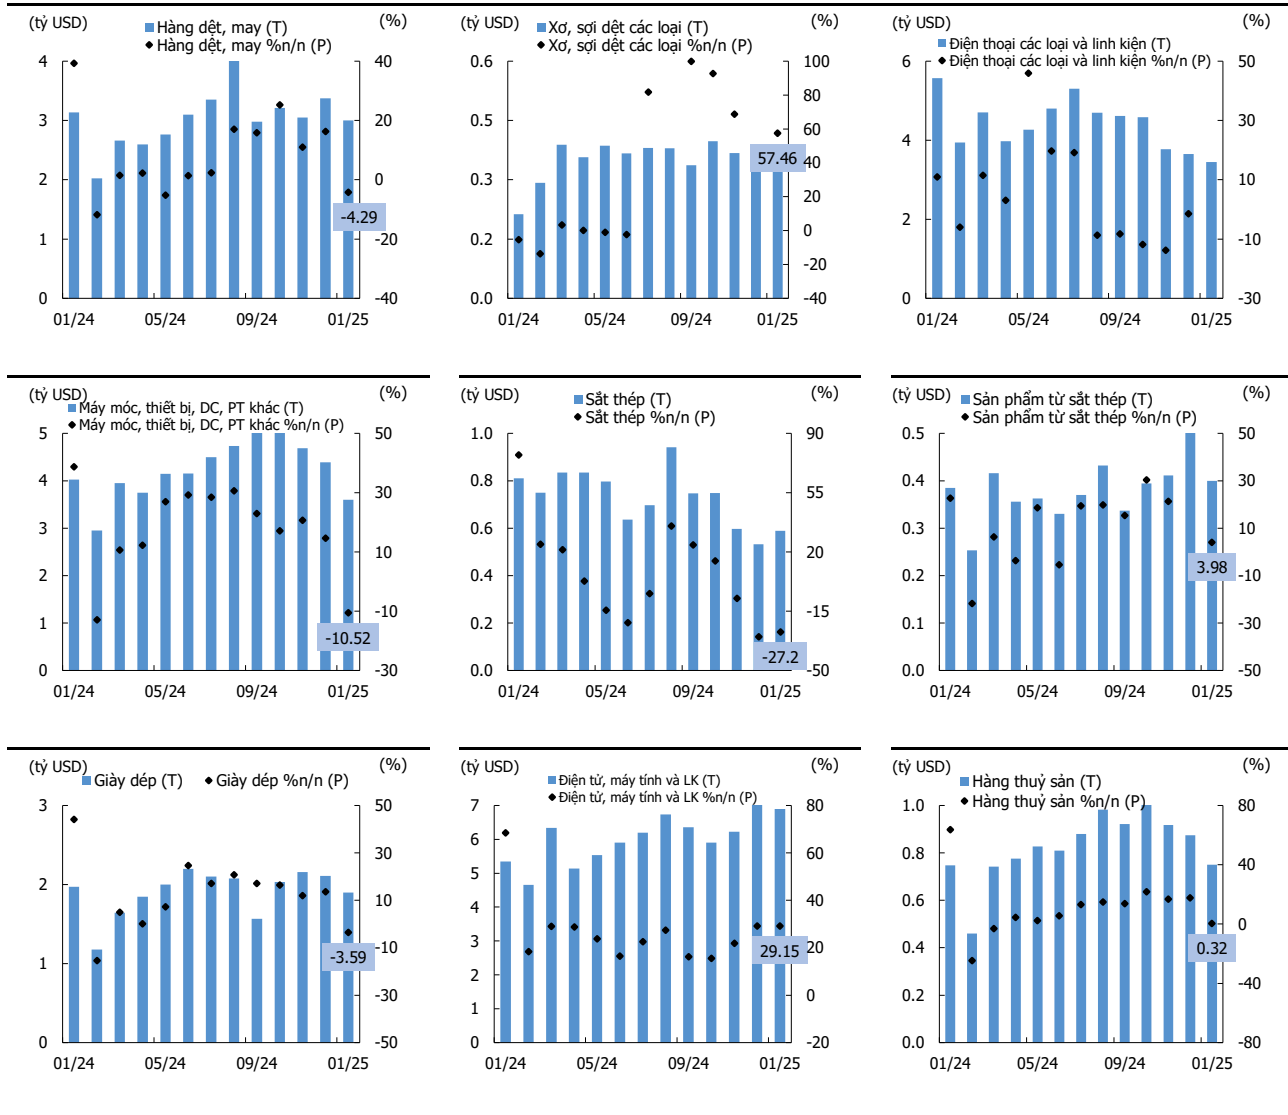 (tỷ USD) (%)
Hàng dệt, may (T)
Hàng dệt, may %n/n (P)
4 40
3 20
2 0
-4.29
1 -20
0 -40
01/24 05/24 09/24 01/25
(tỷ USD) (%)
Xơ, sợi dệt các loại (T)
Xơ, sợi dệt các loại %n/n (P)
0.6 100
80
0.5 60
57.46
40
0.3 20
0.2 0
-20
0.0 -40
01/24 05/24 09/24 01/25
(tỷ USD) (%)
Điện thoại các loại và linh kiện (T)
Điện thoại các loại và linh kiện %n/n (P)
6 50
30
4
10
2 -10
0 -30
01/24 05/24 09/24 01/25
(tỷ USD) (%)
Máy móc, thiết bị, DC, PT khác (T)
Máy móc, thiết bị, DC, PT khác %n/n (P)
5 50
4 30
3 10
2
-10
1
-10.52
0 -30
01/24 05/24 09/24 01/25
(tỷ USD) (%)
Sắt thép (T)
Sắt thép %n/n (P)
1.0 90
0.8 55
0.6 20
0.4
-15
0.2
-27.2
0.0 -50
01/24 05/24 09/24 01/25
(tỷ USD) (%)
Sản phẩm từ sắt thép (T)
Sản phẩm từ sắt thép %n/n (P)
0.5 50
0.4 30
0.3 10
3.98
0.2 -10
0.1 -30
0.0 -50
01/24 05/24 09/24 01/25
(tỷ USD) (%)
Giày dép (T) Giày dép %n/n (P)
3 50
30
2
10
-3.59
1 -10
-30
0 -50
01/24 05/24 09/24 01/25
(tỷ USD) (%)
Điện tử, máy tính và LK (T)
Điện tử, máy tính và LK %n/n (P)
7 80
6 60
5
4 40
3 29.15 20
2
1 0
0 -20
01/24 05/24 09/24 01/25
(tỷ USD) (%)
Hàng thuỷ sản (T)
Hàng thuỷ sản %n/n (P)
1.0 80
0.8 40
0.6
0
0.4 0.32
0.2 -40
0.0 -80
01/24 05/24 09/24 01/25